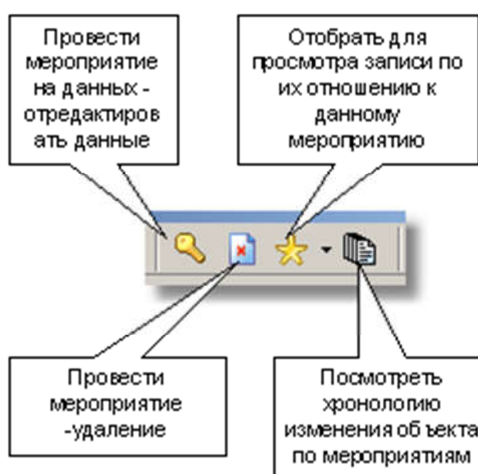 Провести
мероприятие
на данных -
отредактиров
ать данные
Отобрать для
просмотра записи по
их отношению к
данному
мероприятию
Провести
мероприятие
-удаление
Посмотреть
хронологию
изменения объекта
по мероприятиям